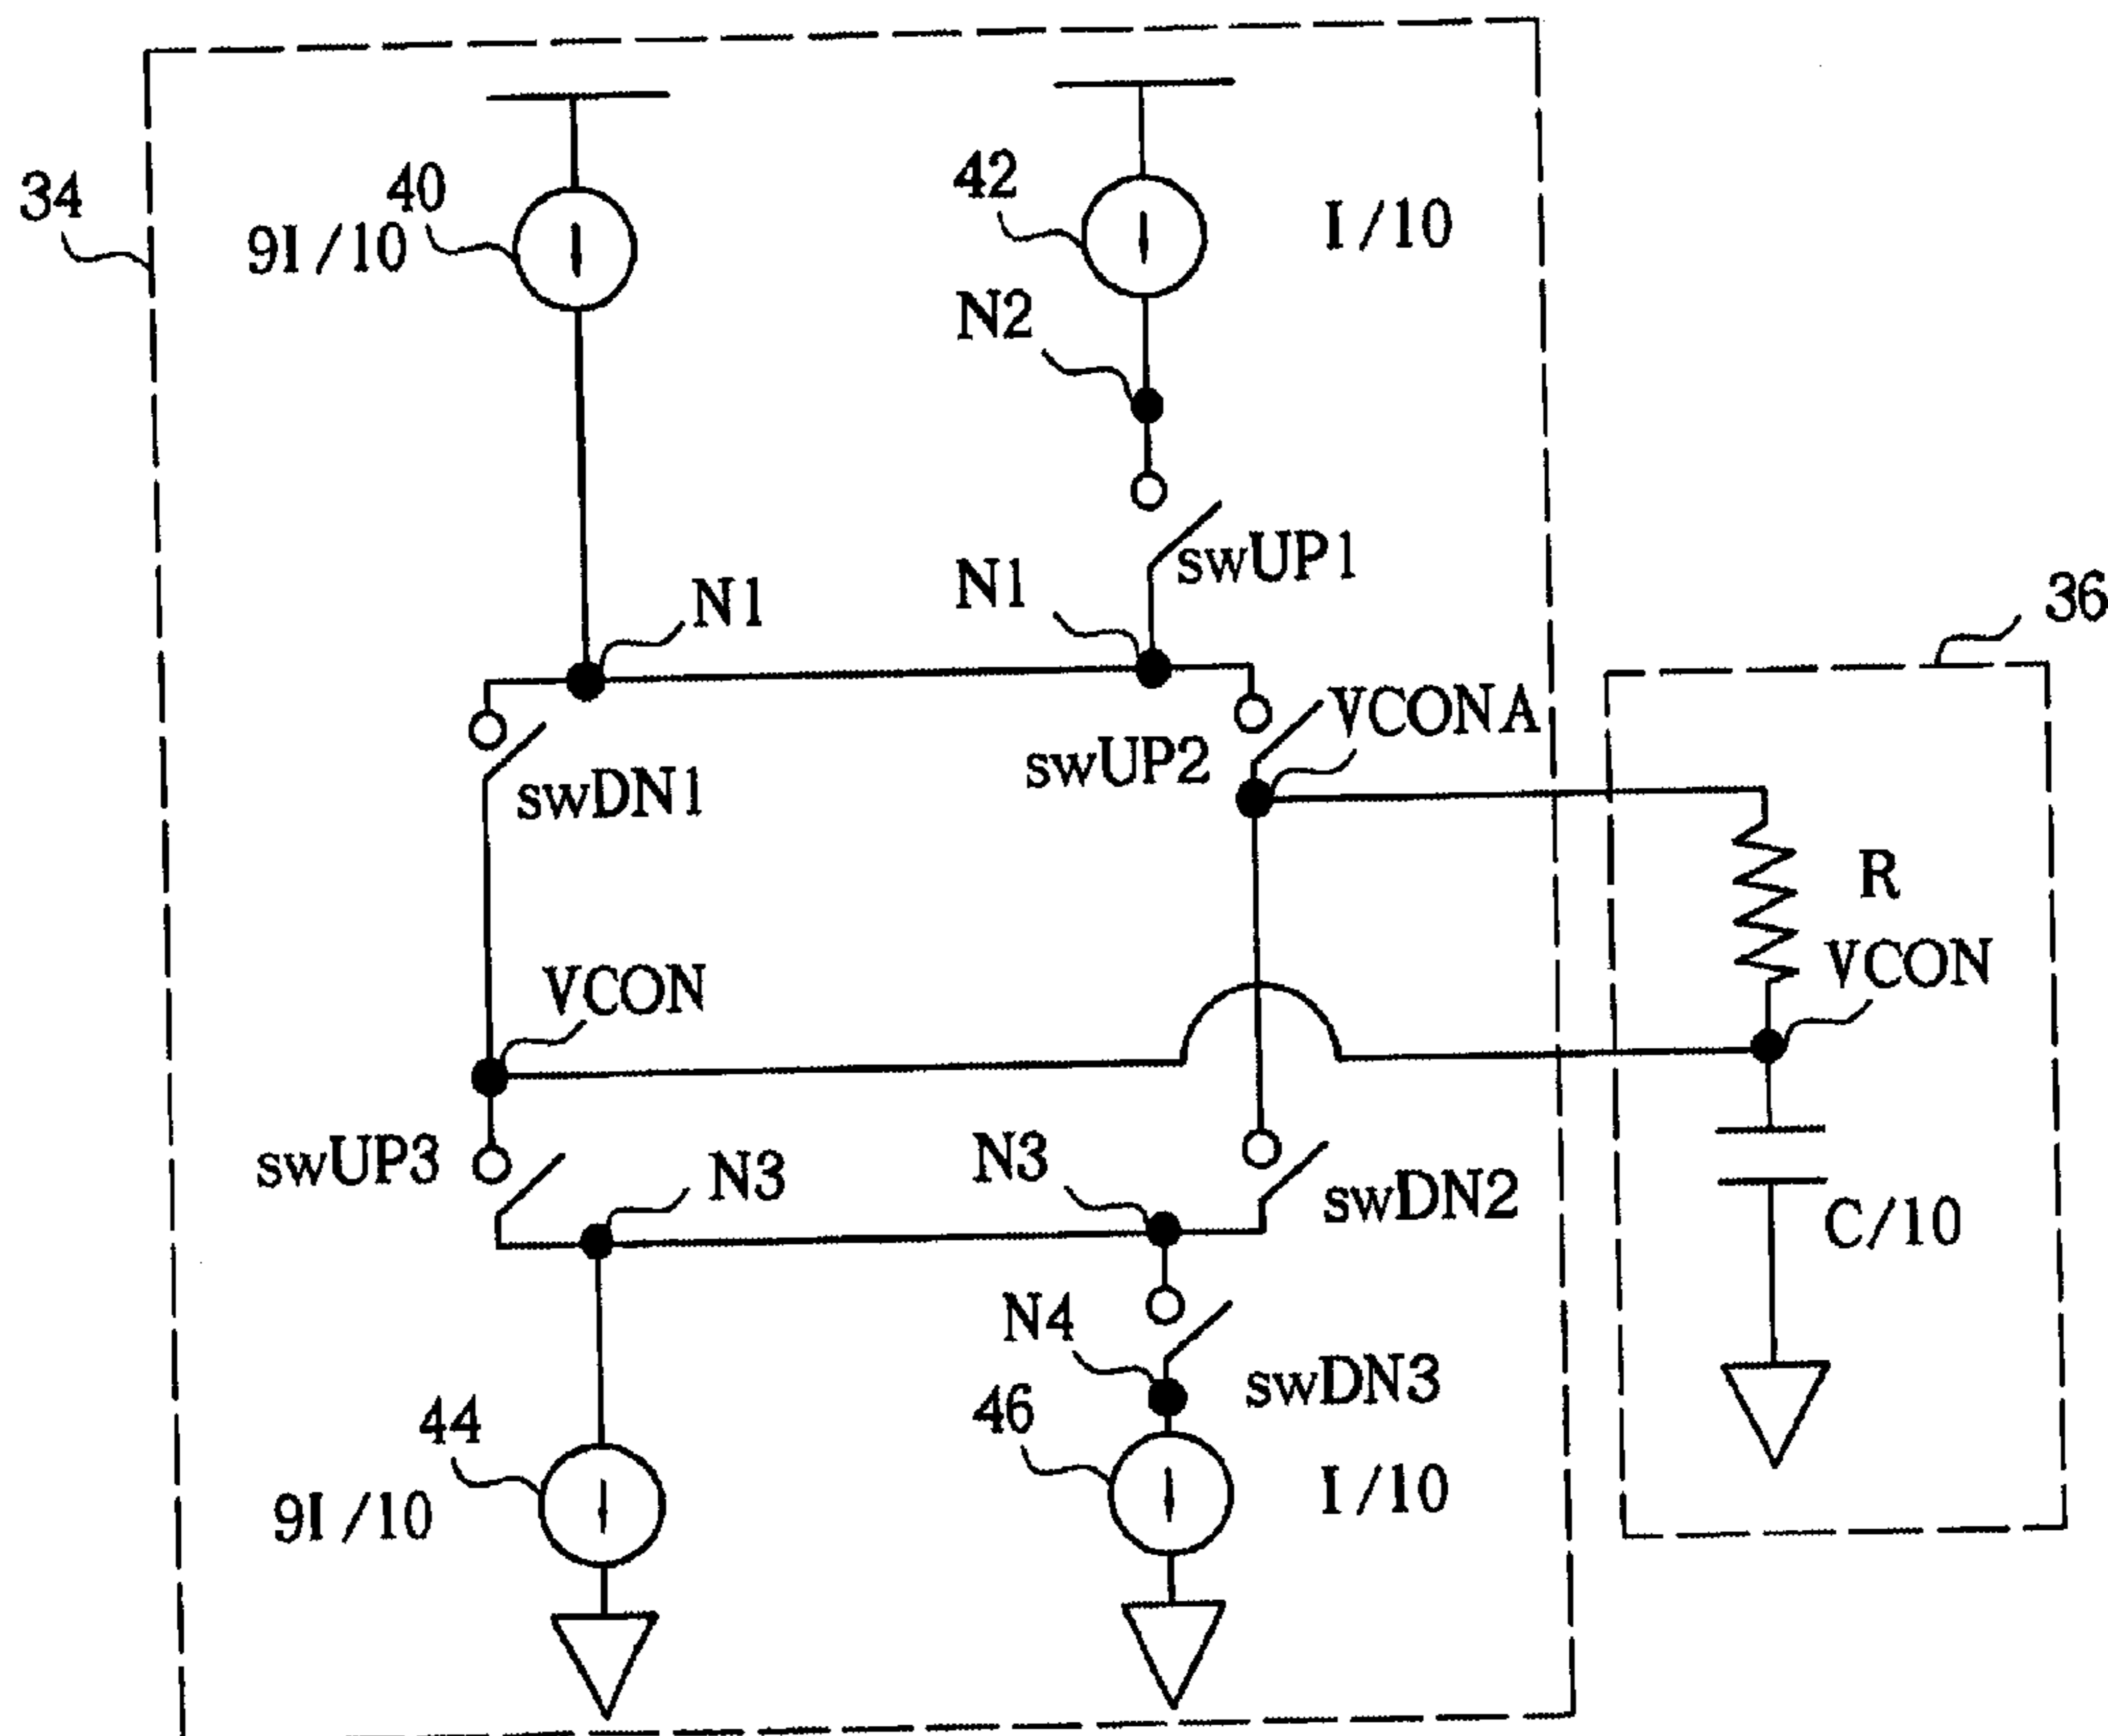 34
40
9I/10
42
I/10
N2
swUP1
N1
N1
36
swDN1
swUP2
VCONA
R
VCON
VCON
swUP3
N3
N3
swDN2
C/10
N4
swDN3
44
9I/10
46
I/10